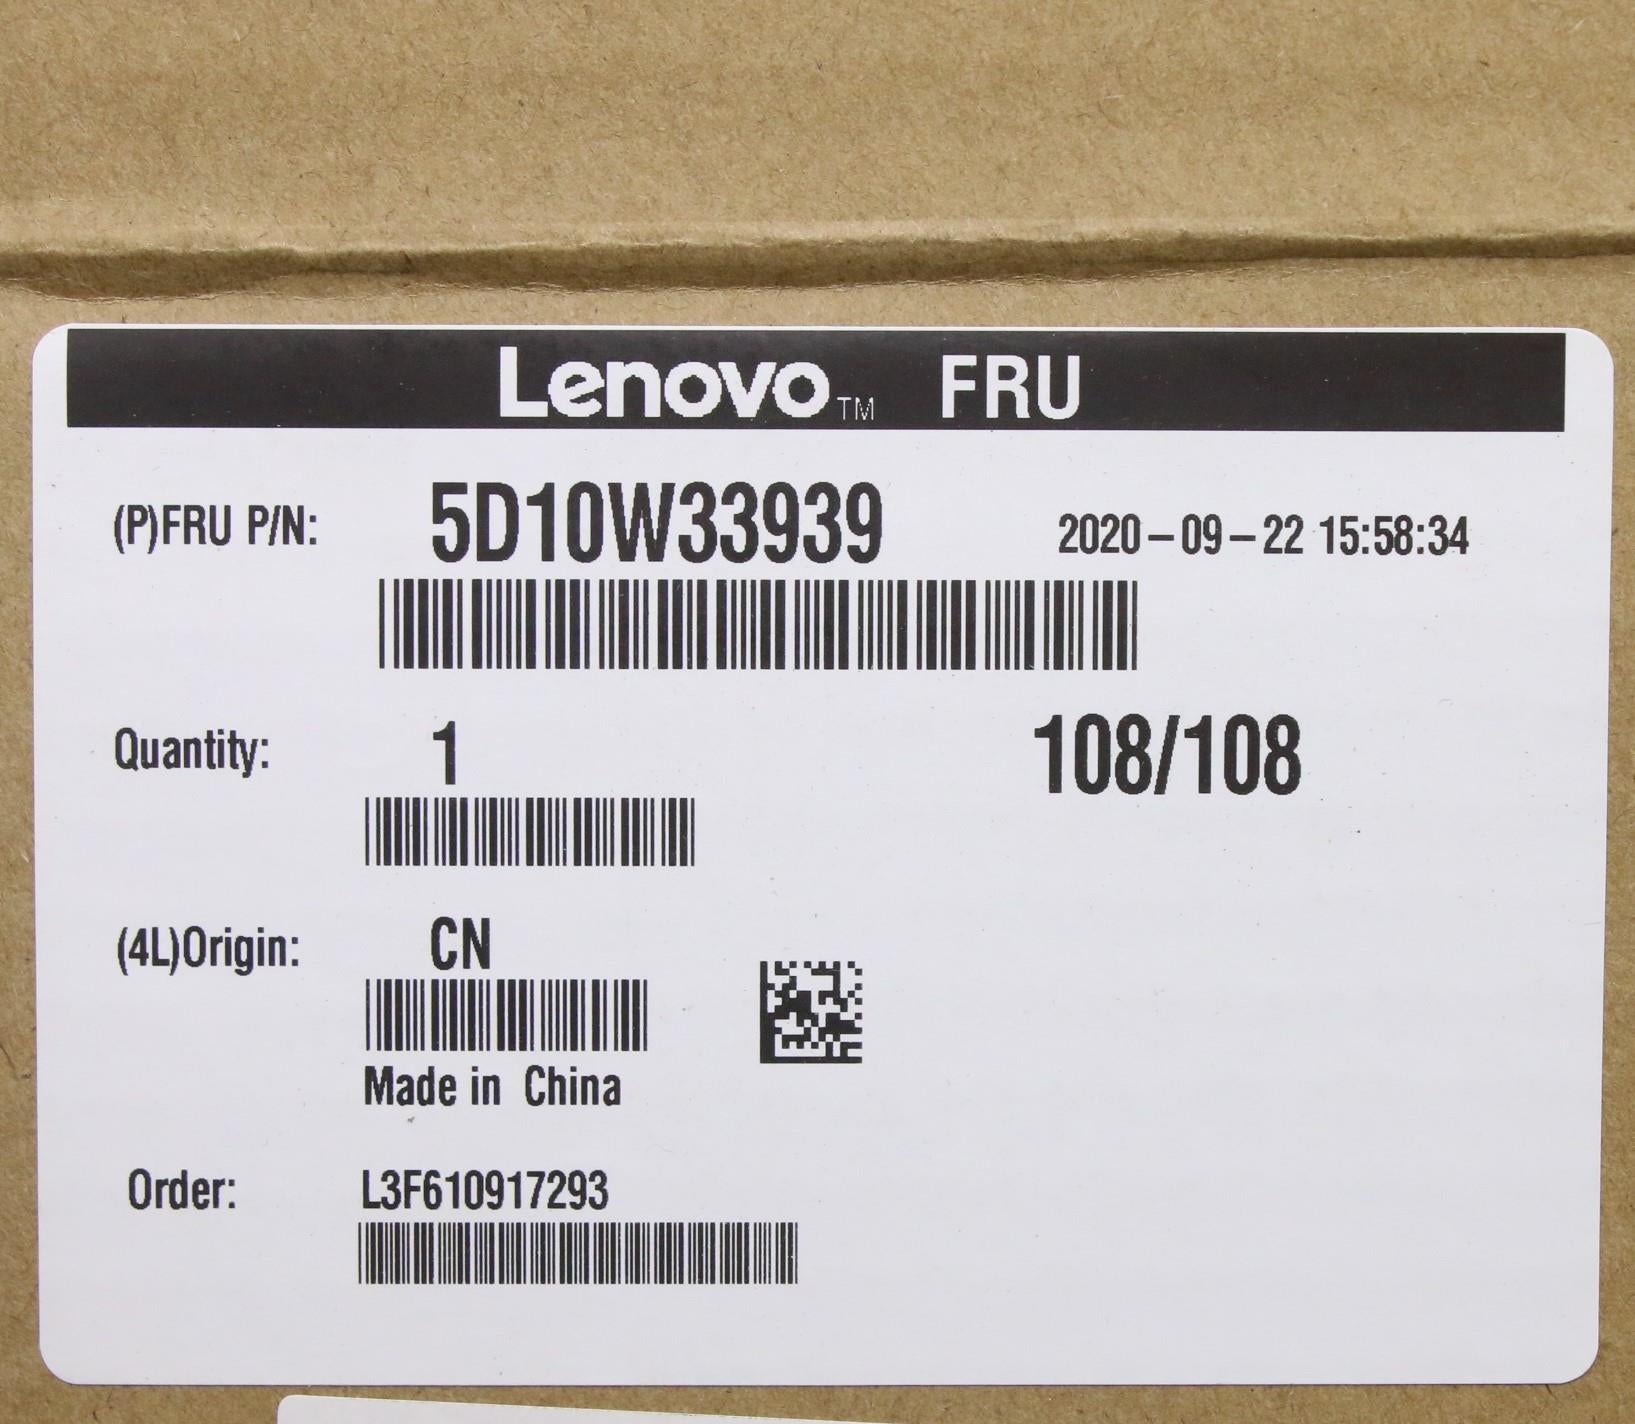 Lenovo™ FRU
(P)FRU P/N: 5D10W33939 2020-09-22 15:58:34
Quantity: 1 108/108
(4L)Origin: CN
Made in China
Order: L3F610917293